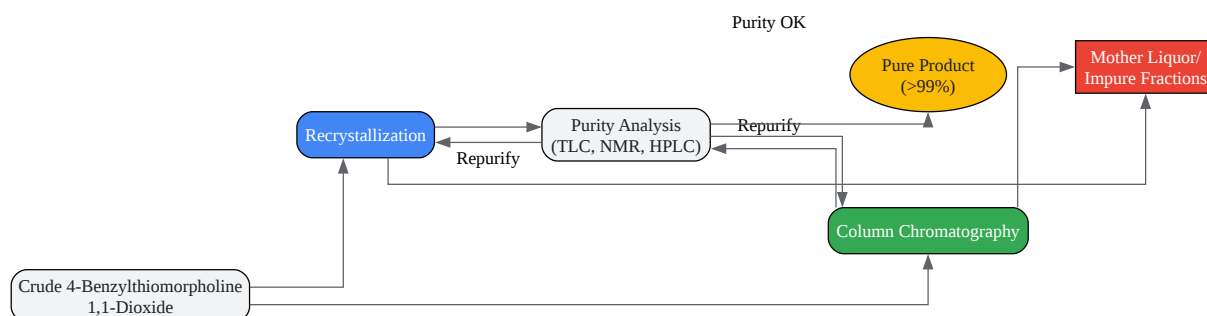 Purity OK
Pure Product
(>99%)
Mother Liquor/
Impure Fractions
Recrystallization
Purity Analysis
(TLC, NMR, HPLC)
Repurify
Repurify
Column Chromatography
Crude 4-Benzylthiomorpholine
1,1-Dioxide